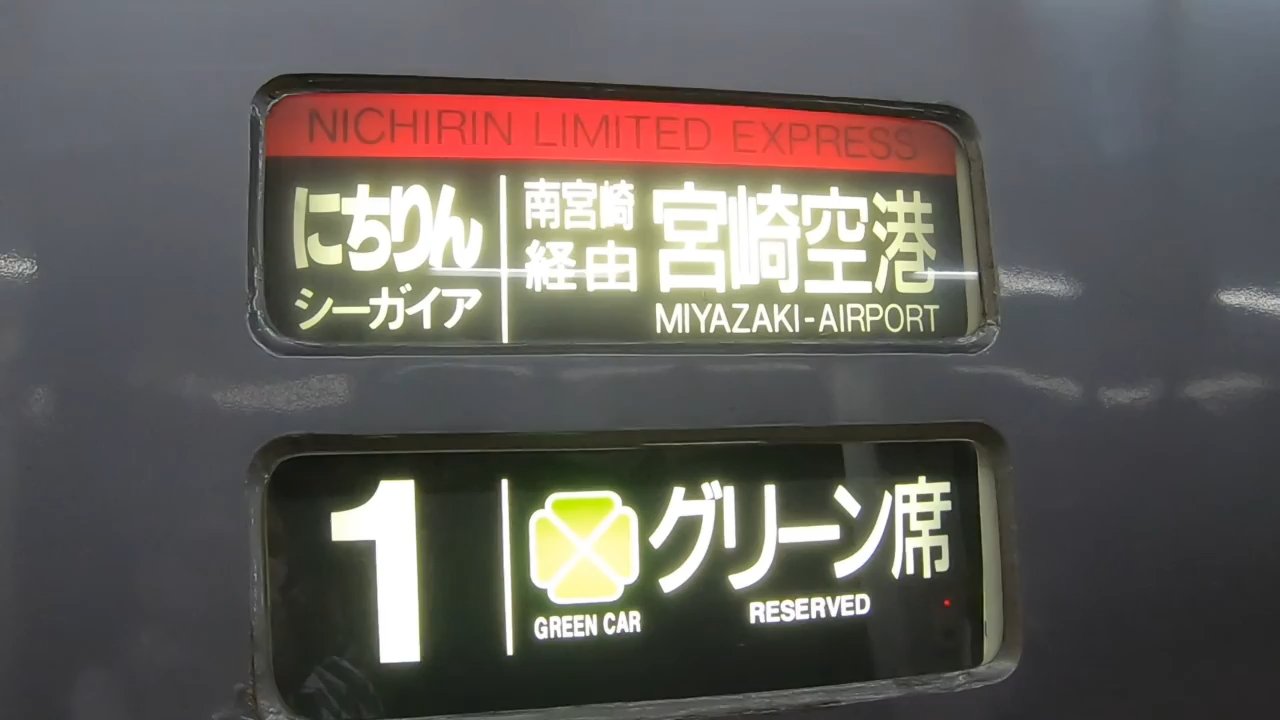 NICHIRIN LIMITED EXPRESS
にちりん
シーガイア
南宮崎
経由
宮崎空港
MIYAZAKI-AIRPORT
1
GREEN CAR
グリーン席
RESERVED